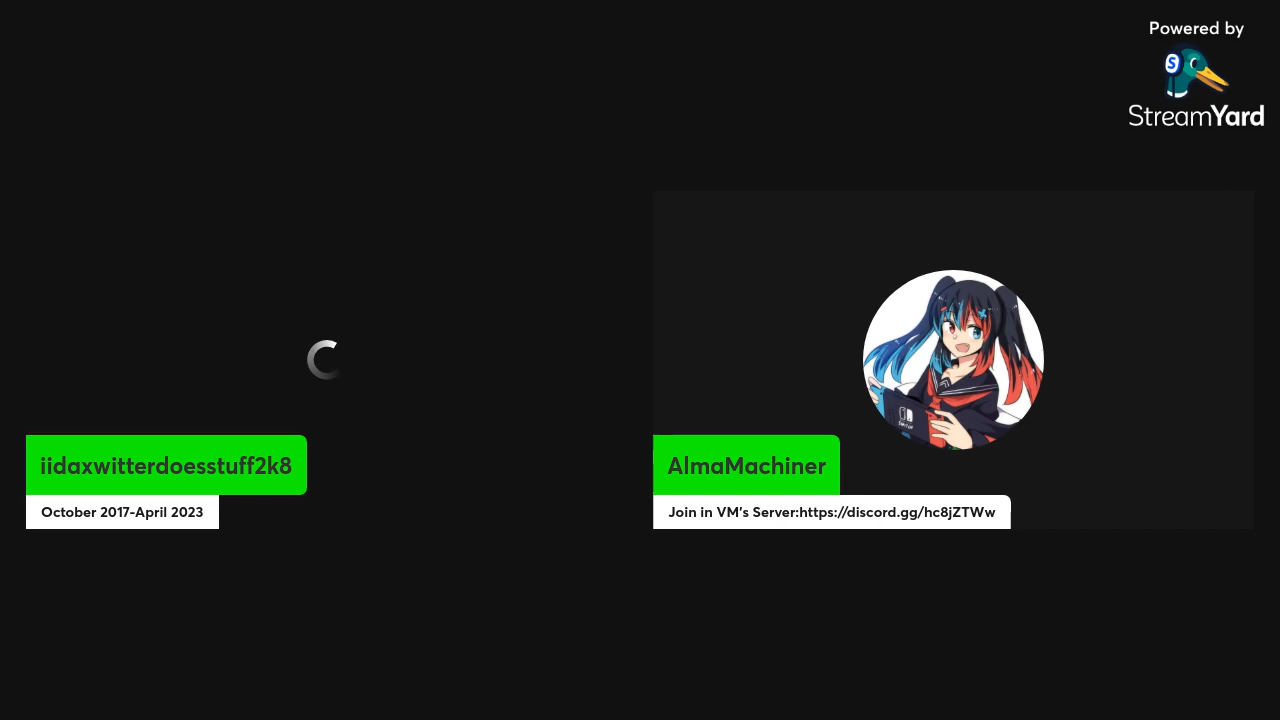 Powered by
StreamYard
iidaxwitterdoesstuff2k8
October 2017-April 2023
AlmaMachiner
Join in VM's Server:https://discord.gg/hc8jZTWw